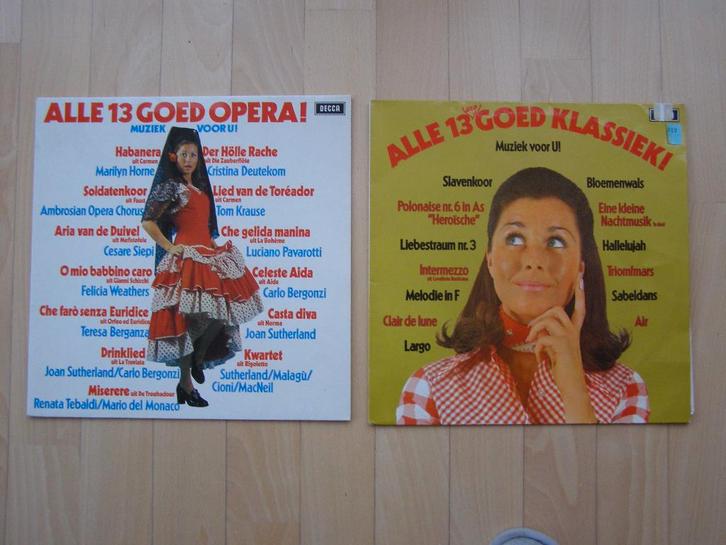 ALLE 13 GOED OPERA!
DECCA
MUZIEK VOOR U!
Habanera
uit Carmen
Marilyn Horne
Soldatenkoor
uit Faust
Ambrosian Opera Chorus
Aria van de Duivel
uit Mefistofele
Cesare Siepi
O mio babbino caro
uit Gianni Schicchi
Felicia Weathers
Che farò senza Euridice
uit Orfeo ed Euridice
Teresa Berganza
Drinklied
uit La Traviata
Joan Sutherland/Carlo Bergonzi
Miserere uit De Troubadour
Renata Tebaldi/Mario del Monaco
Der Hölle Rache
uit Die Zauberflöte
Cristina Deutekom
Lied van de Toréador
uit Carmen
Tom Krause
Che gelida manina
uit La Bohème
Luciano Pavarotti
Celeste Aida
uit Aida
Carlo Bergonzi
Casta diva
uit Norma
Joan Sutherland
Kwartet
uit Rigoletto
Sutherland/Malagù/
Cioni/MacNeil
ALLE 13 GOED KLASSIEK!
Muziek voor U!
Slavenkoor
Polonaise nr. 6 in As
"Heroische"
Liebestraum nr. 3
Intermezzo
uit Cavalleria Rusticana
Melodie in F
Clair de lune
Largo
Bloemenwals
Eine kleine
Nachtmusik
Hallelujah
Triomfmars
Sabeldans
Air